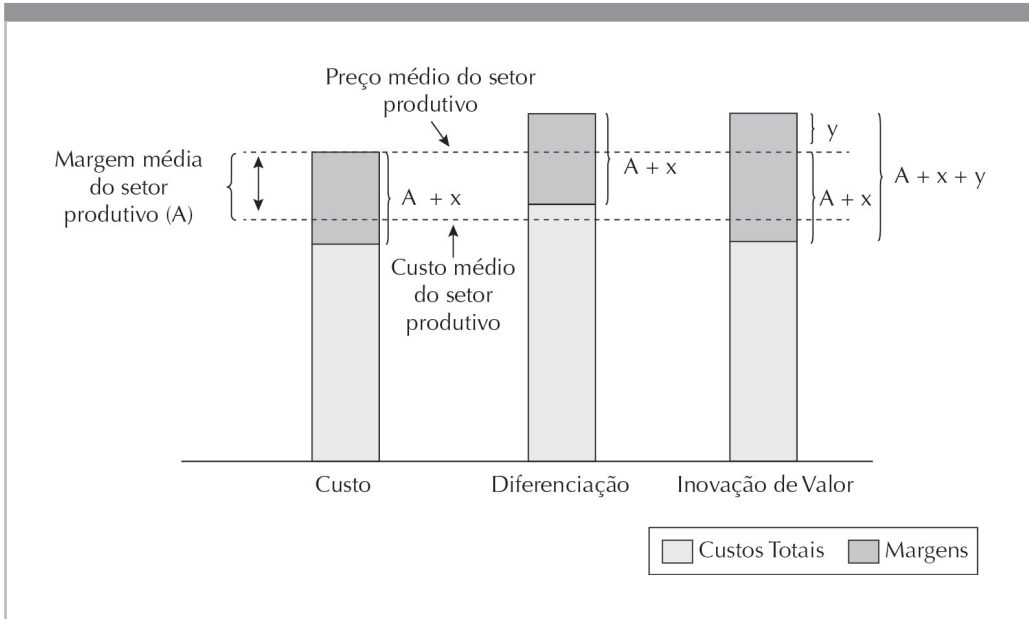 Preço médio do setor
produtivo
Margem média
do setor
produtivo (A)
A + x
Custo médio
do setor
produtivo
A + x
y
A + x
A + x + y
Custo
Diferenciação
Inovação de Valor
Custos Totais
Margens